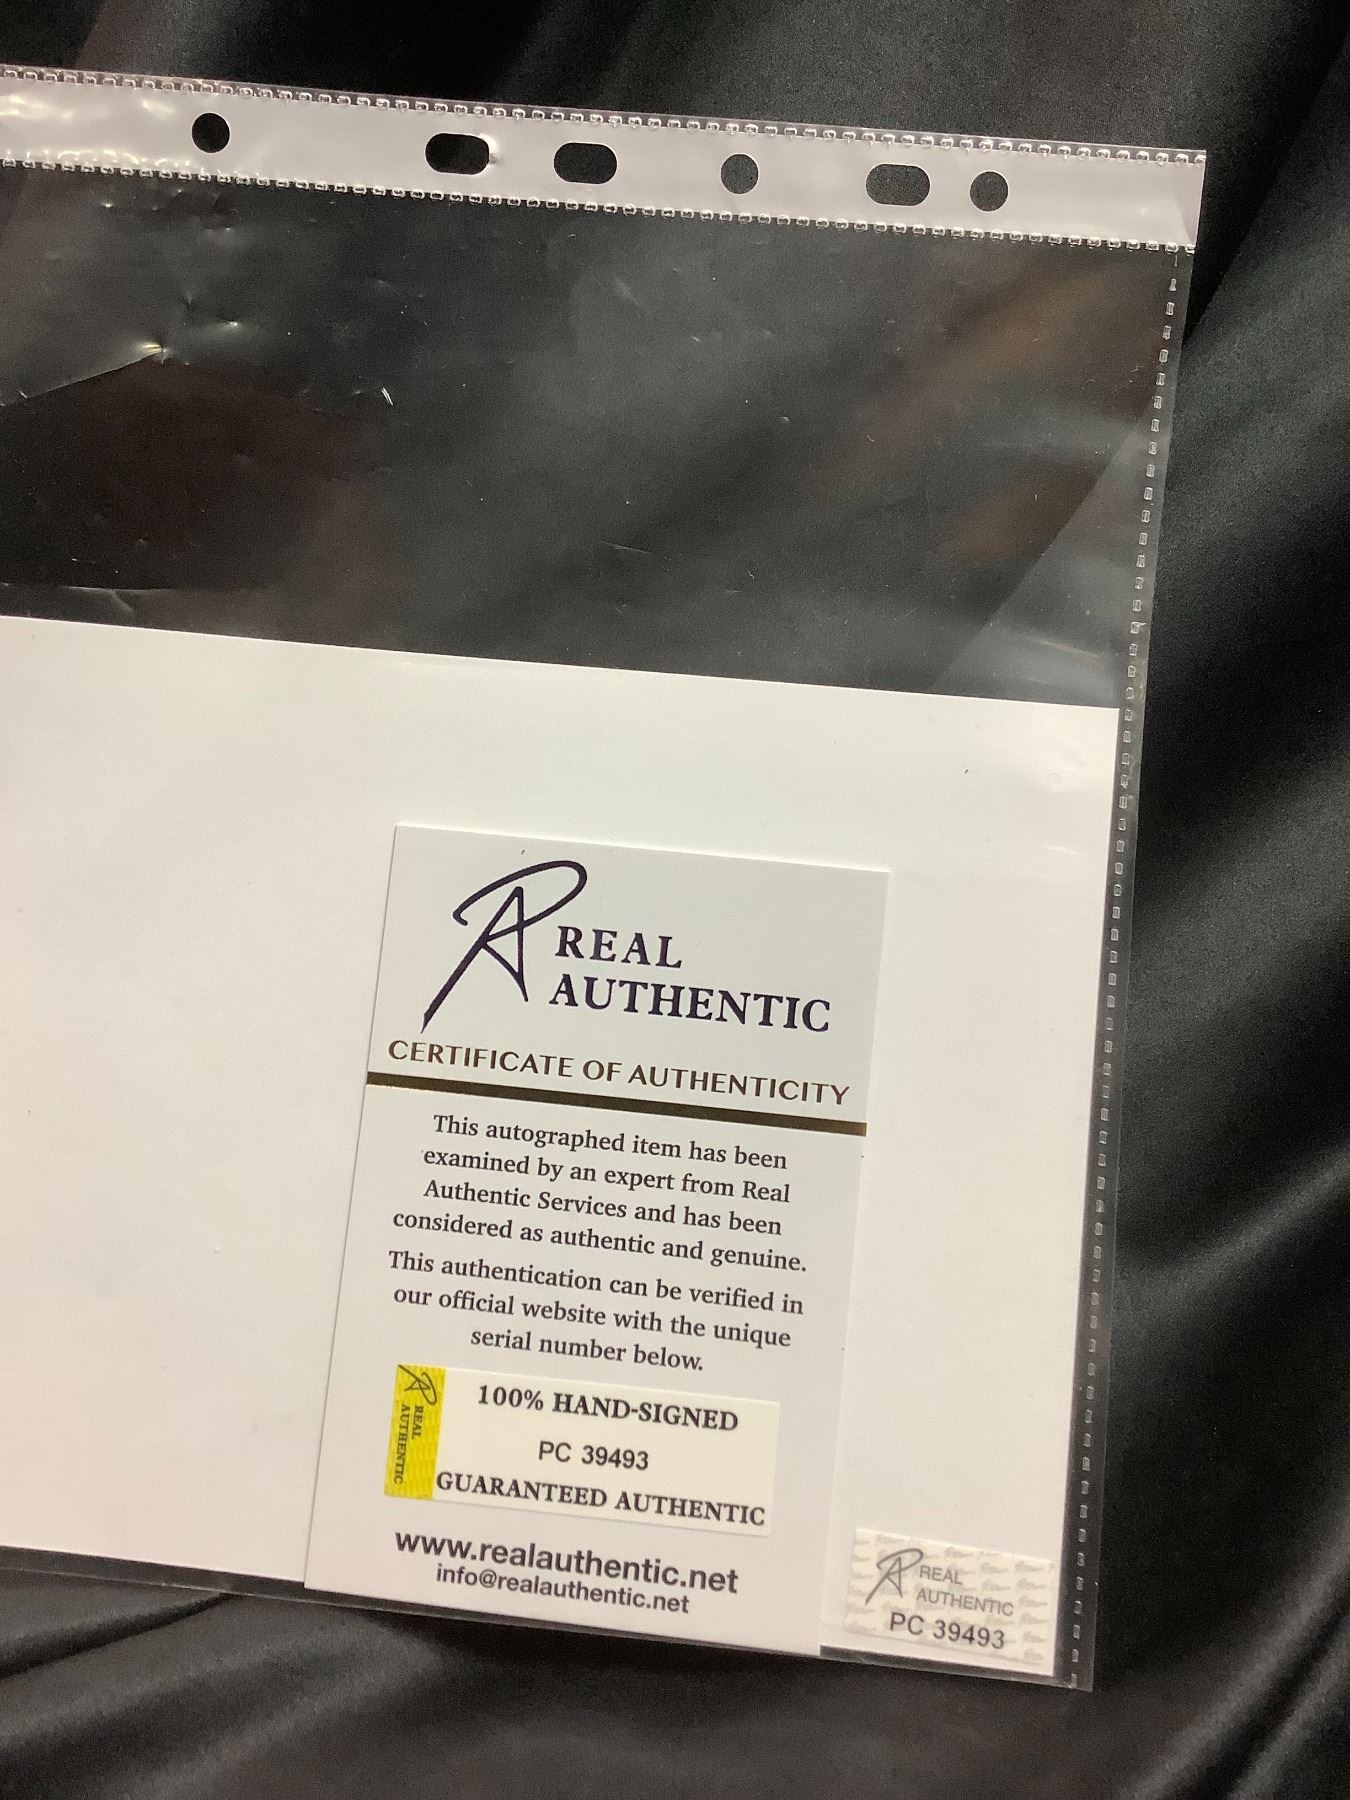 REAL
AUTHENTIC
CERTIFICATE OF AUTHENTICITY
This autographed item has been
examined by an expert from Real
Authentic Services and has been
considered as authentic and genuine.
This authentication can be verified in
our official website with the unique
serial number below.
REAL
AUTHENTIC
100% HAND-SIGNED
PC 39493
GUARANTEED AUTHENTIC
www.realauthentic.net
info@realauthentic.net
REAL
AUTHENTIC
PC 39493